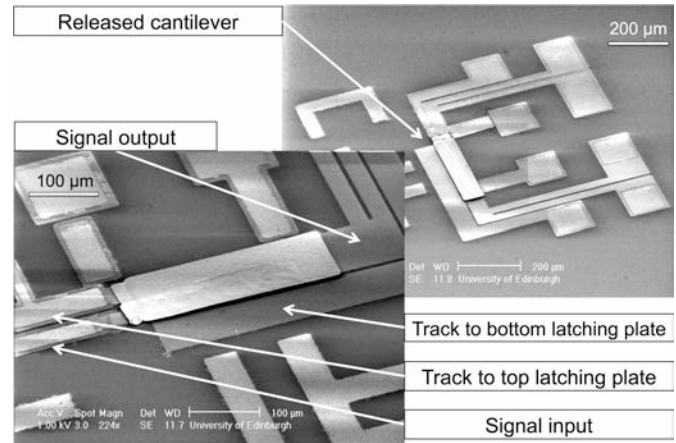 Released cantilever
200 µm
Signal output
100 µm
Det WD 200 µm
SE 11.8 University of Edinburgh
Track to bottom latching plate
Track to top latching plate
Signal input
Acc.V Spot Magn Det WD 100 µm
1.00 kV 3.0 224x SE 11.7 University of Edinburgh